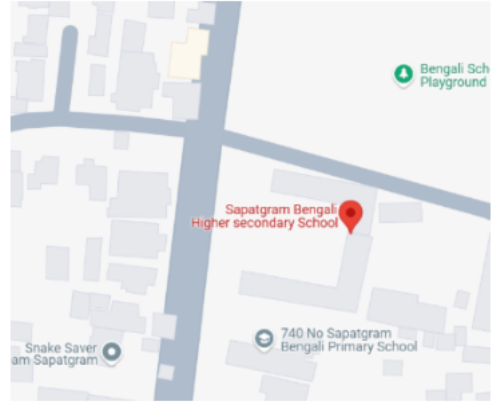 Bengali Sch
Playground
Sapatgram Bengali
Higher secondary School
740 No Sapatgram
Bengali Primary School
Snake Saver
am Sapatgram